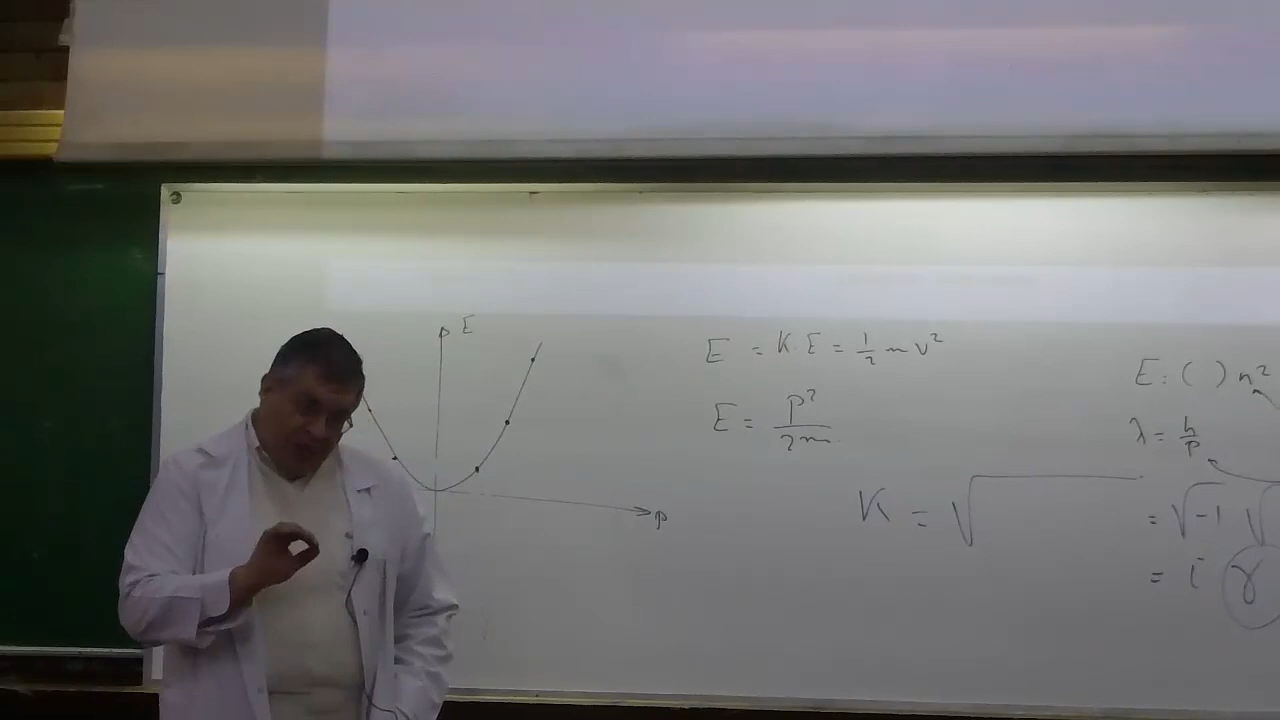 E
p
E = K.E = 1/2 m v²
E = p²/2m
E : ( ) n²
λ = h/p
K = √
= √-1 √
= i γ